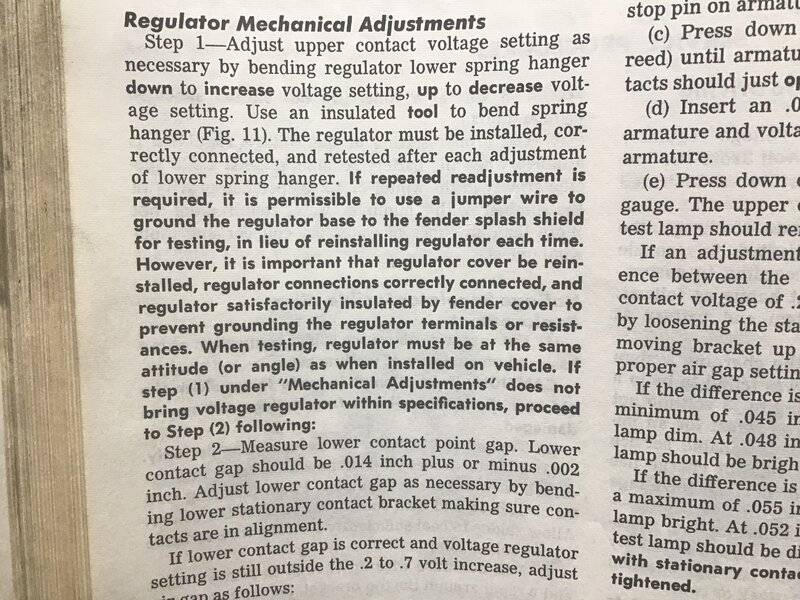 Regulator Mechanical Adjustments
Step 1—Adjust upper contact voltage setting as
necessary by bending regulator lower spring hanger
down to increase voltage setting, up to decrease volt-
age setting. Use an insulated tool to bend spring
hanger (Fig. 11). The regulator must be installed, cor-
rectly connected, and retested after each adjustment
of lower spring hanger. If repeated readjustment is
required, it is permissible to use a jumper wire to
ground the regulator base to the fender splash shield
for testing, in lieu of reinstalling regulator each time.
However, it is important that regulator cover be rein-
stalled, regulator connections correctly connected, and
regulator satisfactorily insulated by fender cover to
prevent grounding the regulator terminals or resist-
ances. When testing, regulator must be at the same
attitude (or angle) as when installed on vehicle. If
step (1) under "Mechanical Adjustments" does not
bring voltage regulator within specifications, proceed
to Step (2) following:
Step 2—Measure lower contact point gap. Lower
contact gap should be .014 inch plus or minus .002
inch. Adjust lower contact gap as necessary by bend-
ing lower stationary contact bracket making sure con-
tacts are in alignment.
If lower contact gap is correct and voltage regulator
setting is still outside the .2 to .7 volt increase, adjust
gap as follows:
stop pin on
(c) Press down
reed) until
tacts should just
(d) Insert an
armature and
armature.
(e) Press down
gauge. The upper
test lamp should
If an adjustment
ence between the
contact voltage of
by loosening the
moving bracket up
proper air gap
If the difference is
minimum of .045
lamp dim. At .048
lamp should be
If the difference is
a maximum of .055
lamp bright. At .052
test lamp should be
with stationary
tightened.